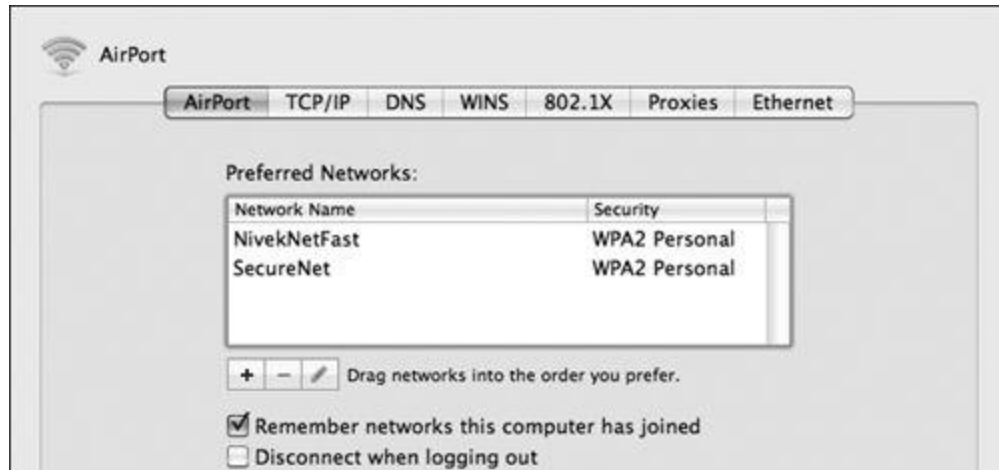 AirPort
AirPort TCP/IP DNS WINS 802.1X Proxies Ethernet
Preferred Networks:
Network Name Security
NivekNetFast WPA2 Personal
SecureNet WPA2 Personal
+ − Drag networks into the order you prefer.
Remember networks this computer has joined
Disconnect when logging out